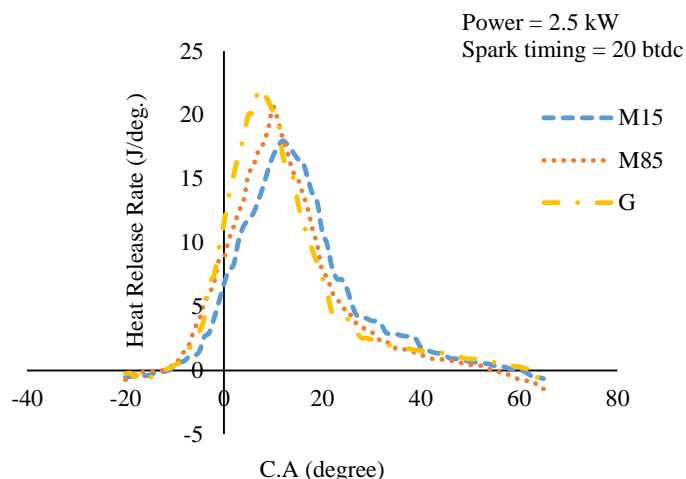 Power = 2.5 kW
Spark timing = 20 btdc
25
20
15
10
5
0
-5
-40
-20
0
20
40
60
80
Heat Release Rate (J/deg.)
C.A (degree)
M15
M85
G